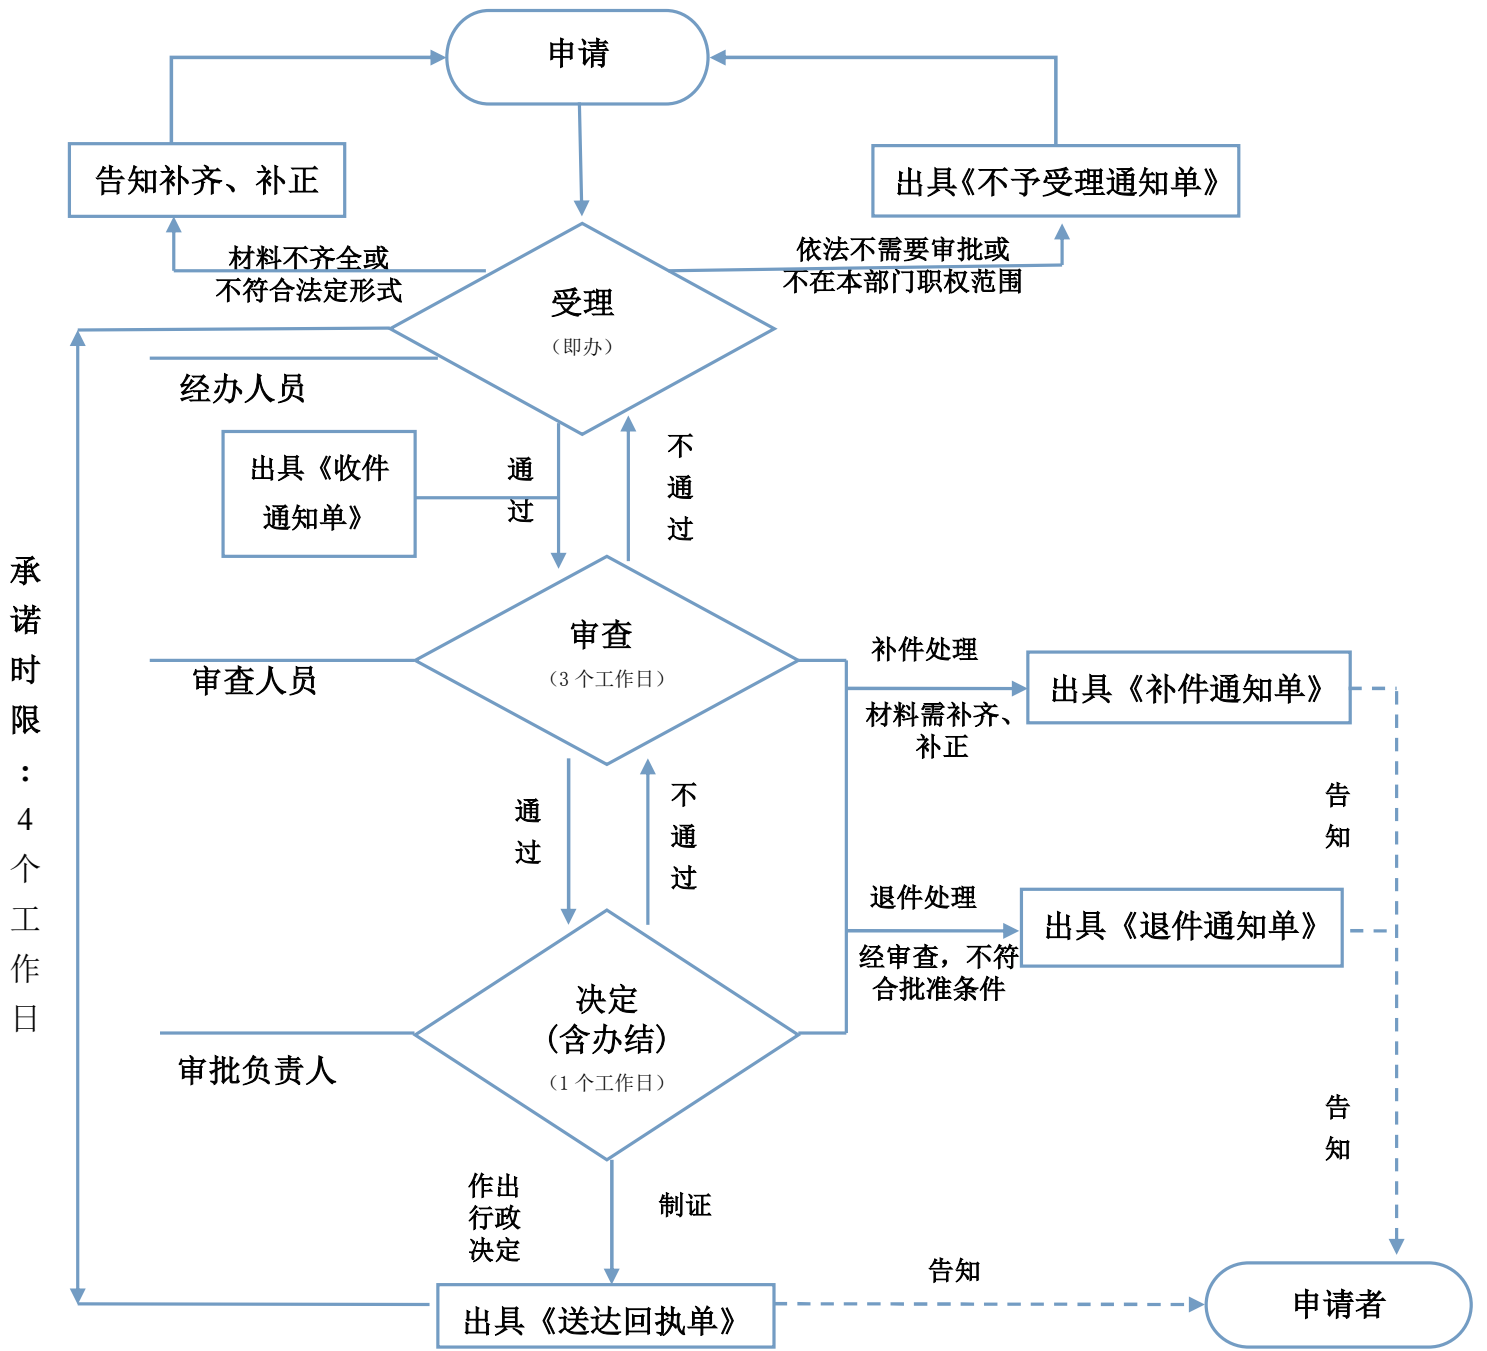 申请
告知补齐、补正
出具《不予受理通知单》
材料不齐全或
不符合法定形式
依法不需要审批或
不在本部门职权范围
受理
（即办）
经办人员
出具《收件
通知单》
通
过
不
通
过
承
诺
时
限
：
4
个
工
作
日
审查
（3 个工作日）
审查人员
补件处理
材料需补齐、
补正
出具《补件通知单》
告
知
通
过
不
通
过
退件处理
经审查，不符
合批准条件
出具《退件通知单》
决定
(含办结)
（1 个工作日）
审批负责人
告
知
作出
行政
决定
制证
告知
出具《送达回执单》
申请者